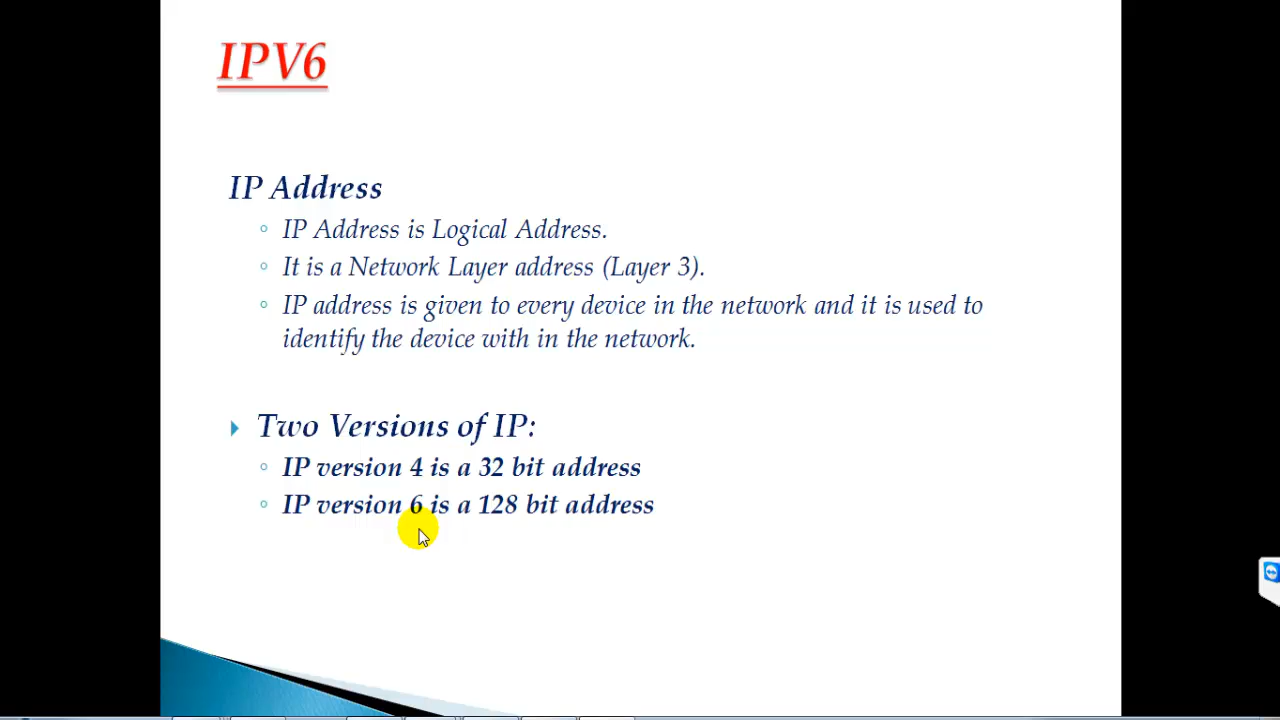 IPV6
IP Address
IP Address is Logical Address.
It is a Network Layer address (Layer 3).
IP address is given to every device in the network and it is used to
identify the device with in the network.
Two Versions of IP:
IP version 4 is a 32 bit address
IP version 6 is a 128 bit address